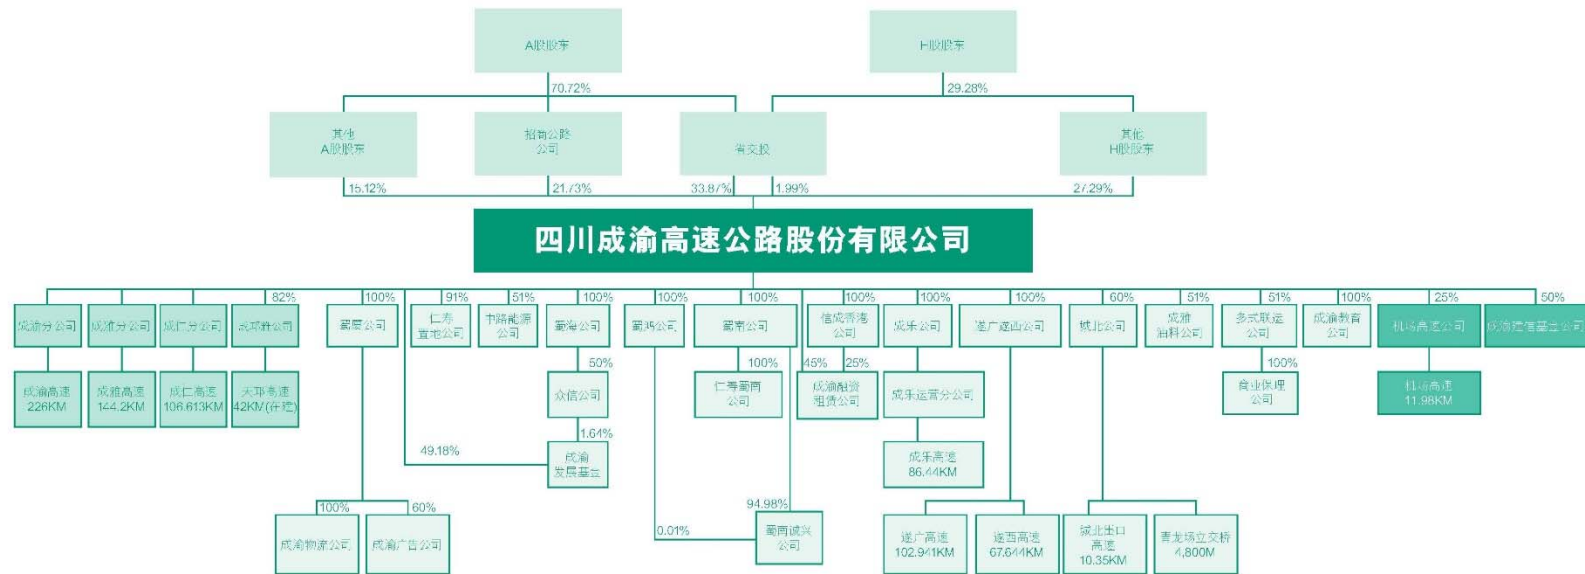 A股股东
H股股东
70.72%
29.28%
其他
A股股东
招商公路
公司
省交投
其他
H股股东
15.12%
21.73%
33.87%
1.99%
27.29%
四川成渝高速公路股份有限公司
82%
100%
91%
51%
100%
100%
100%
100%
100%
100%
60%
51%
51%
100%
25%
50%
成渝分公司
成雅分公司
成仁分公司
成邛雅公司
蜀厦公司
仁寿
置地公司
中路能源
公司
蜀海公司
蜀鸿公司
蜀南公司
信成香港
公司
成乐公司
遂广遂西公司
城北公司
成雅
油料公司
多式联运
公司
成渝教育
公司
机场高速公司
成渝建信基金公司
50%
100%
45%
25%
100%
成渝高速
226KM
成雅高速
144.2KM
成仁高速
106.613KM
天邛高速
42KM(在建)
众信公司
仁寿蜀南
公司
成渝融资
租赁公司
成乐运营分公司
商业保理
公司
机场高速
11.98KM
1.64%
49.18%
成渝
发展基金
成乐高速
86.44KM
100%
60%
94.98%
0.01%
成渝物流公司
成渝广告公司
蜀南诚兴
公司
遂广高速
102.941KM
遂西高速
67.644KM
城北出口
高速
10.35KM
青龙场立交桥
4,800M